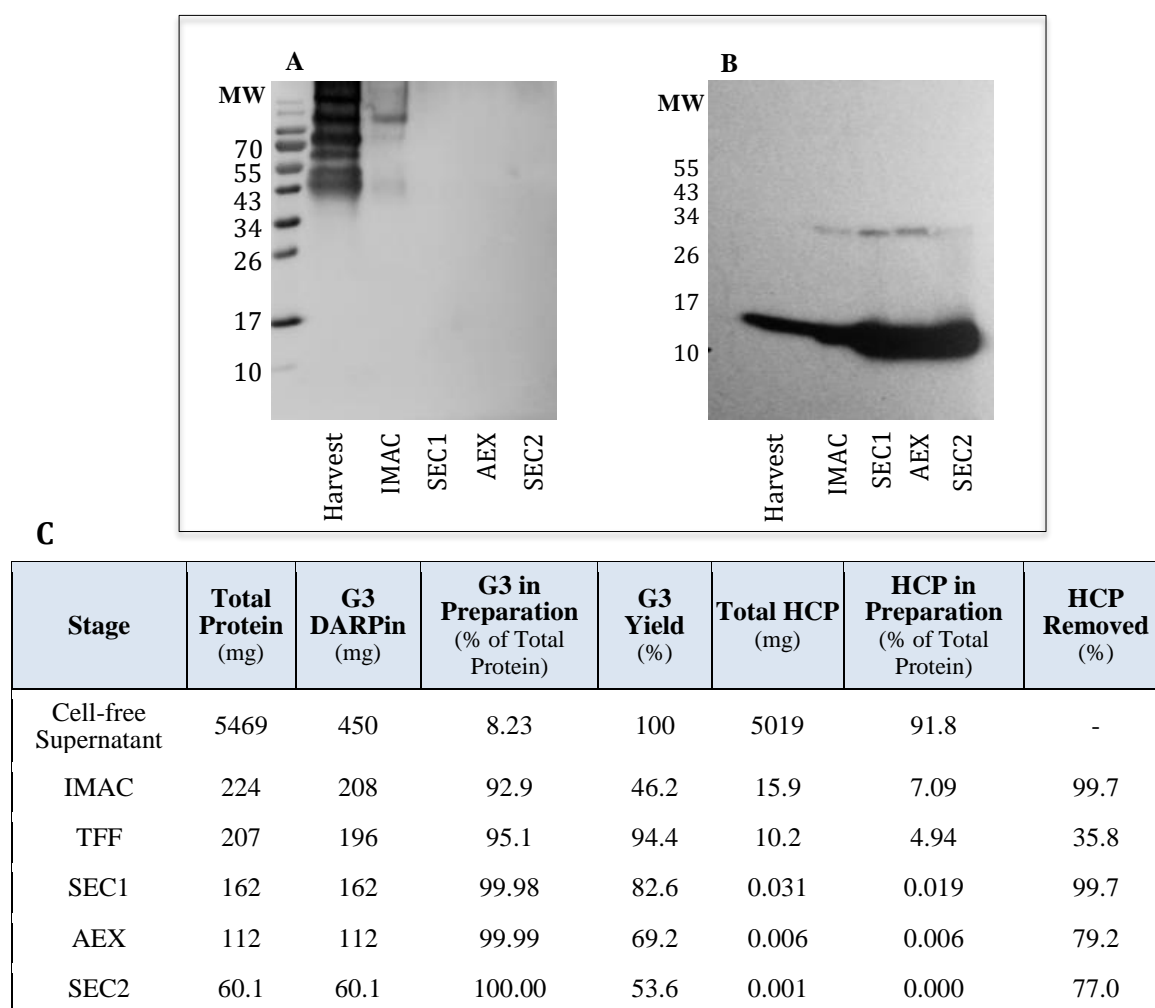 A
MW
70
55
43
34
26
17
10
Harvest
IMAC
SEC1
AEX
SEC2
B
MW
55
43
34
26
17
10
Harvest
IMAC
SEC1
AEX
SEC2
C
Stage Total Protein (mg) G3 DARPin (mg) G3 in Preparation (% of Total Protein) G3 Yield (%) Total HCP (mg) HCP in Preparation (% of Total Protein) HCP Removed (%)
Cell-free Supernatant 5469 450 8.23 100 5019 91.8 -
IMAC 224 208 92.9 46.2 15.9 7.09 99.7
TFF 207 196 95.1 94.4 10.2 4.94 35.8
SEC1 162 162 99.98 82.6 0.031 0.019 99.7
AEX 112 112 99.99 69.2 0.006 0.006 79.2
SEC2 60.1 60.1 100.00 53.6 0.001 0.000 77.0